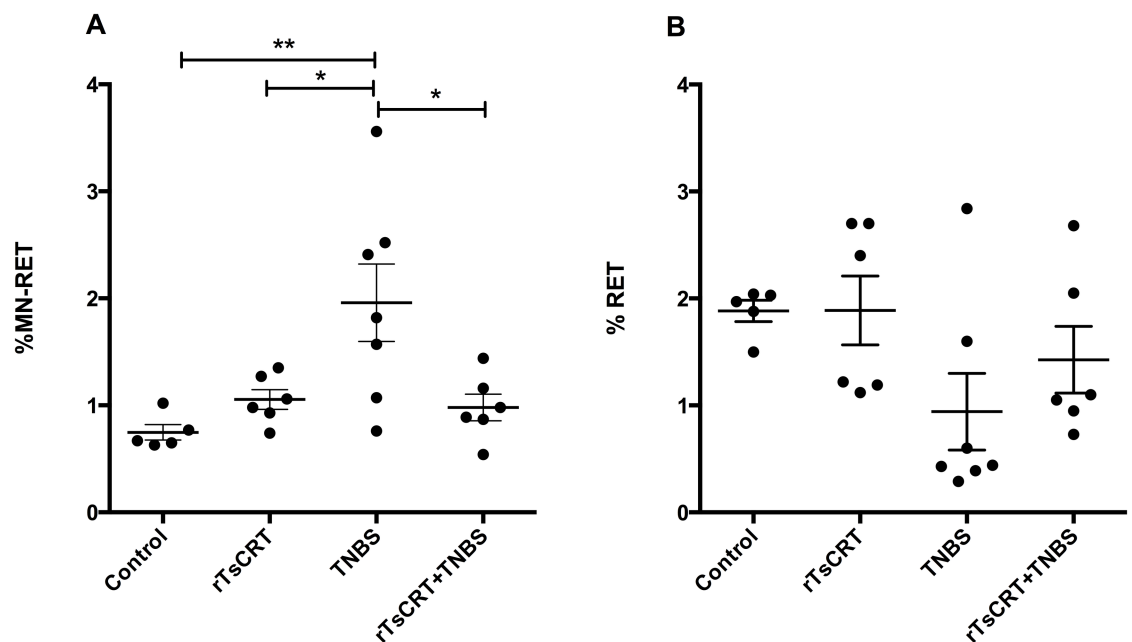 A
**
*
*
4
3
2
1
0
%MN-RET
Control
rTsCRT
TNBS
rTsCRT+TNBS
B
4
3
2
1
0
% RET
Control
rTsCRT
TNBS
rTsCRT+TNBS